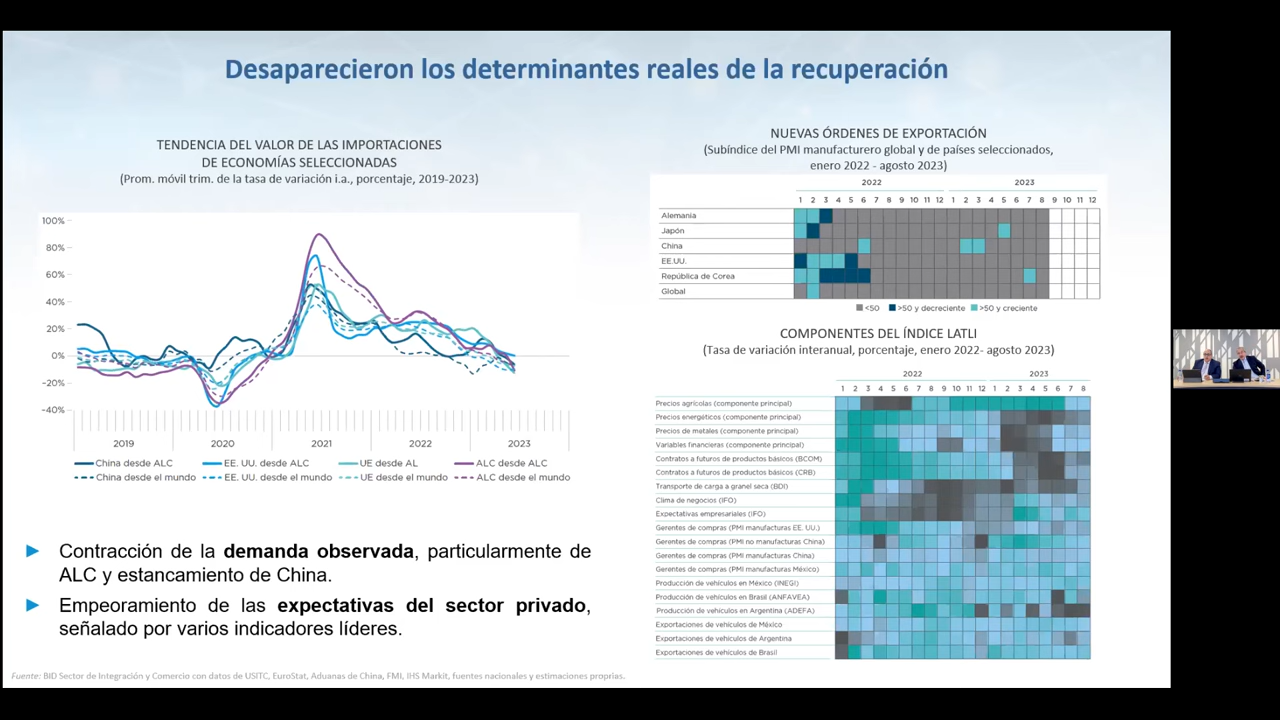 Desaparecieron los determinantes reales de la recuperación
TENDENCIA DEL VALOR DE LAS IMPORTACIONES
DE ECONOMÍAS SELECCIONADAS
(Prom. móvil trim. de la tasa de variación i.a., porcentaje, 2019-2023)
100%
80%
60%
40%
20%
0%
-20%
-40%
2019 2020 2021 2022 2023
China desde ALC EE. UU. desde ALC UE desde AL ALC desde ALC
China desde el mundo EE. UU. desde el mundo UE desde el mundo ALC desde el mundo
Contracción de la demanda observada, particularmente de
ALC y estancamiento de China.
Empeoramiento de las expectativas del sector privado,
señalado por varios indicadores líderes.
NUEVAS ÓRDENES DE EXPORTACIÓN
(Subíndice del PMI manufacturero global y de países seleccionados,
enero 2022 - agosto 2023)
2022 2023
1 2 3 4 5 6 7 8 9 10 11 12 1 2 3 4 5 6 7 8 9 10 11 12
Alemania
Japón
China
EE.UU.
República de Corea
Global
<50 >50 y decreciente >50 y creciente
COMPONENTES DEL ÍNDICE LATLI
(Tasa de variación interanual, porcentaje, enero 2022- agosto 2023)
2022 2023
1 2 3 4 5 6 7 8 9 10 11 12 1 2 3 4 5 6 7 8
Precios agrícolas (componente principal)
Precios energéticos (componente principal)
Precios de metales (componente principal)
Variables financieras (componente principal)
Contratos a futuros de productos básicos (BCOM)
Contratos a futuros de productos básicos (CRB)
Transporte de carga a granel seca (BDI)
Clima de negocios (IFO)
Expectativas empresariales (IFO)
Gerentes de compras (PMI manufacturas EE. UU.)
Gerentes de compras (PMI no manufacturas China)
Gerentes de compras (PMI manufacturas China)
Gerentes de compras (PMI manufacturas México)
Producción de vehículos en México (INEGI)
Producción de vehículos en Brasil (ANFAVEA)
Producción de vehículos en Argentina (ADEFA)
Exportaciones de vehículos de México
Exportaciones de vehículos de Argentina
Exportaciones de vehículos de Brasil
Fuente: BID Sector de Integración y Comercio con datos de USITC, EuroStat, Aduanas de China, FMI, IHS Markit, fuentes nacionales y estimaciones proprias.